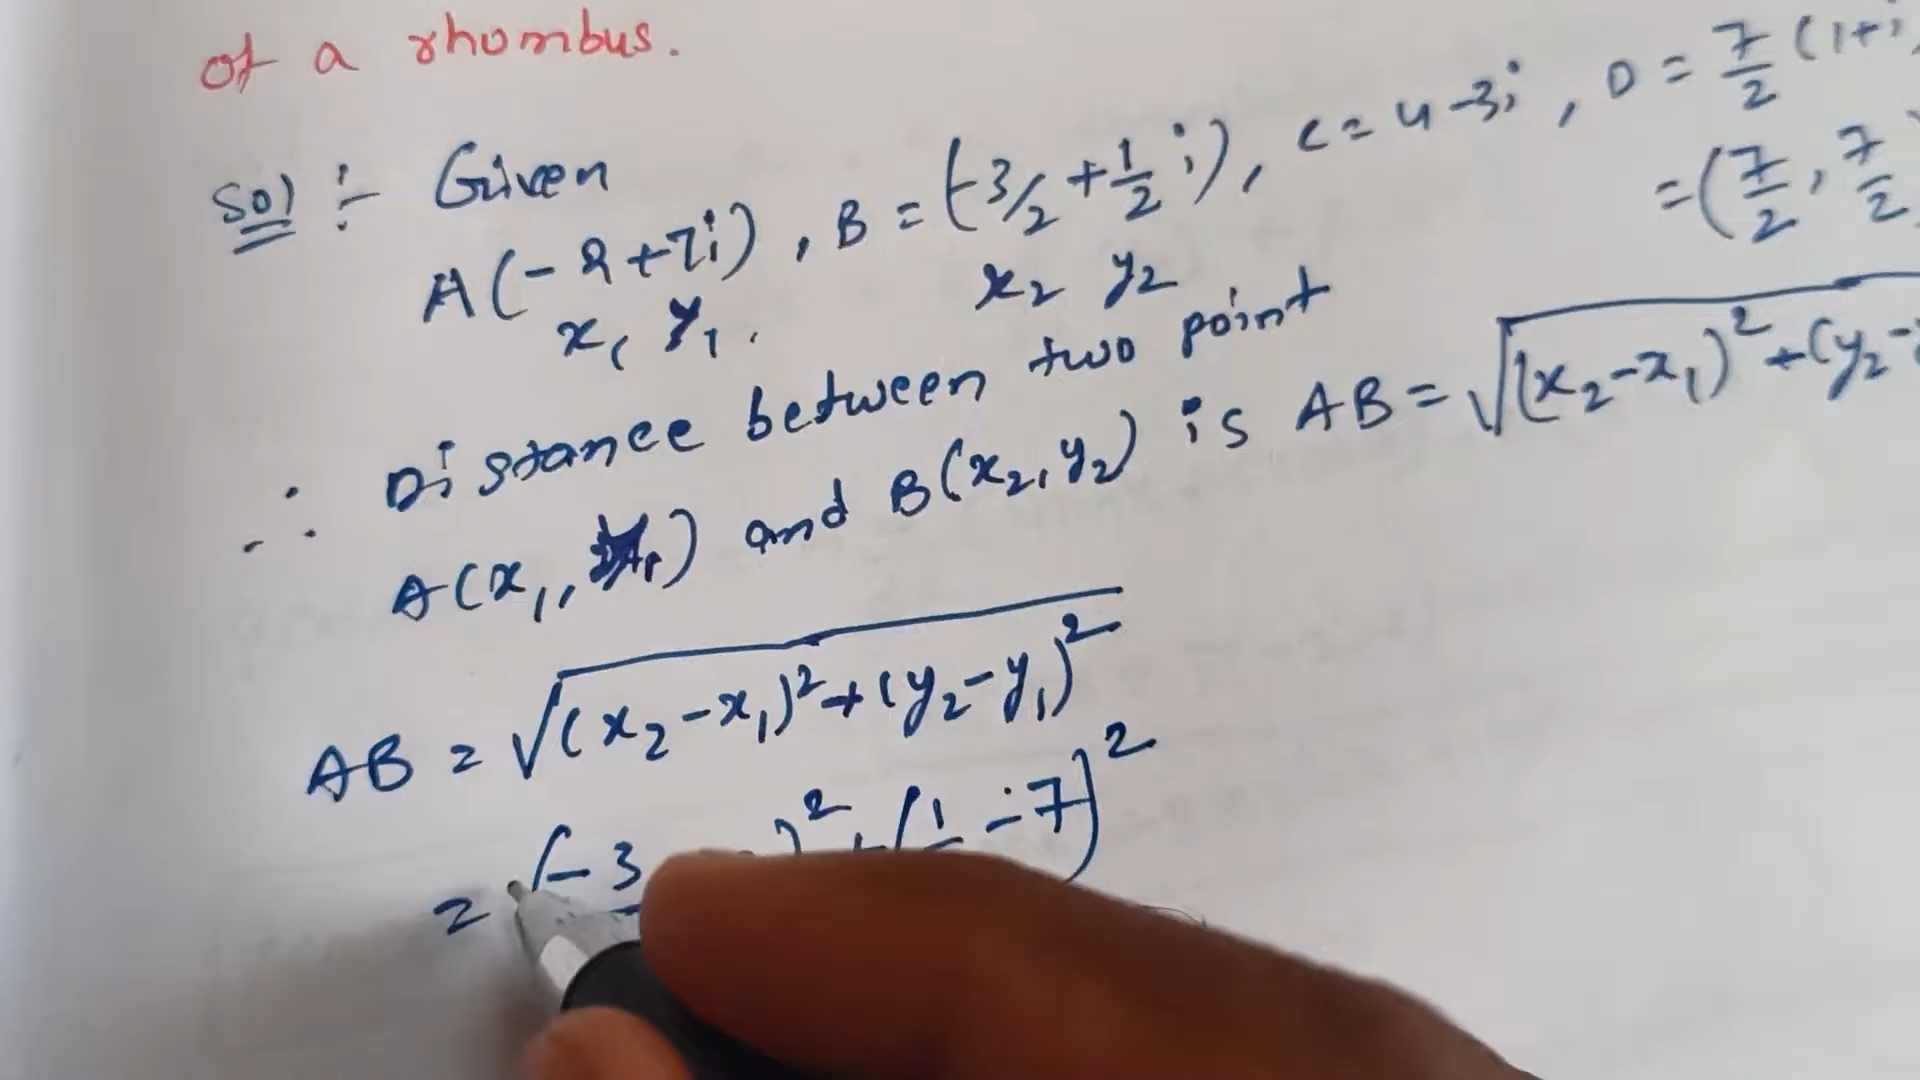 of a rhombus.
Sol :- Given
A(-2+7i), B = (-3/2 + 1/2 i), C = 4-3i, D = 7/2 (1+i
x₁ y₁. x₂ y₂ = (7/2, 7/2
∴ Distance between two point
A(x₁, y₁) and B(x₂, y₂) is AB = √(x₂-x₁)² + (y₂-
AB = √(x₂-x₁)² + (y₂-y₁)²
= (-3 )² + (1 -7)²